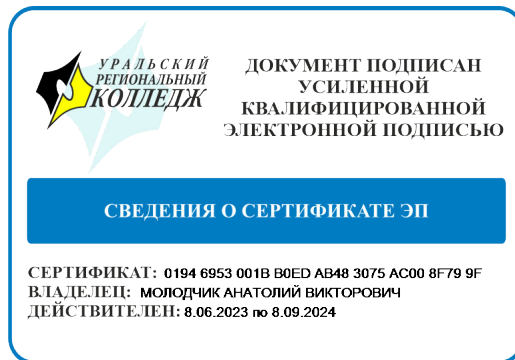 УРАЛЬСКИЙ
РЕГИОНАЛЬНЫЙ
КОЛЛЕДЖ
ДОКУМЕНТ ПОДПИСАН
УСИЛЕННОЙ
КВАЛИФИЦИРОВАННОЙ
ЭЛЕКТРОННОЙ ПОДПИСЬЮ
СВЕДЕНИЯ О СЕРТИФИКАТЕ ЭП
СЕРТИФИКАТ: 0194 6953 001B B0ED AB48 3075 AC00 8F79 9F
ВЛАДЕЛЕЦ: МОЛОДЧИК АНАТОЛИЙ ВИКТОРОВИЧ
ДЕЙСТВИТЕЛЕН: 8.06.2023 по 8.09.2024